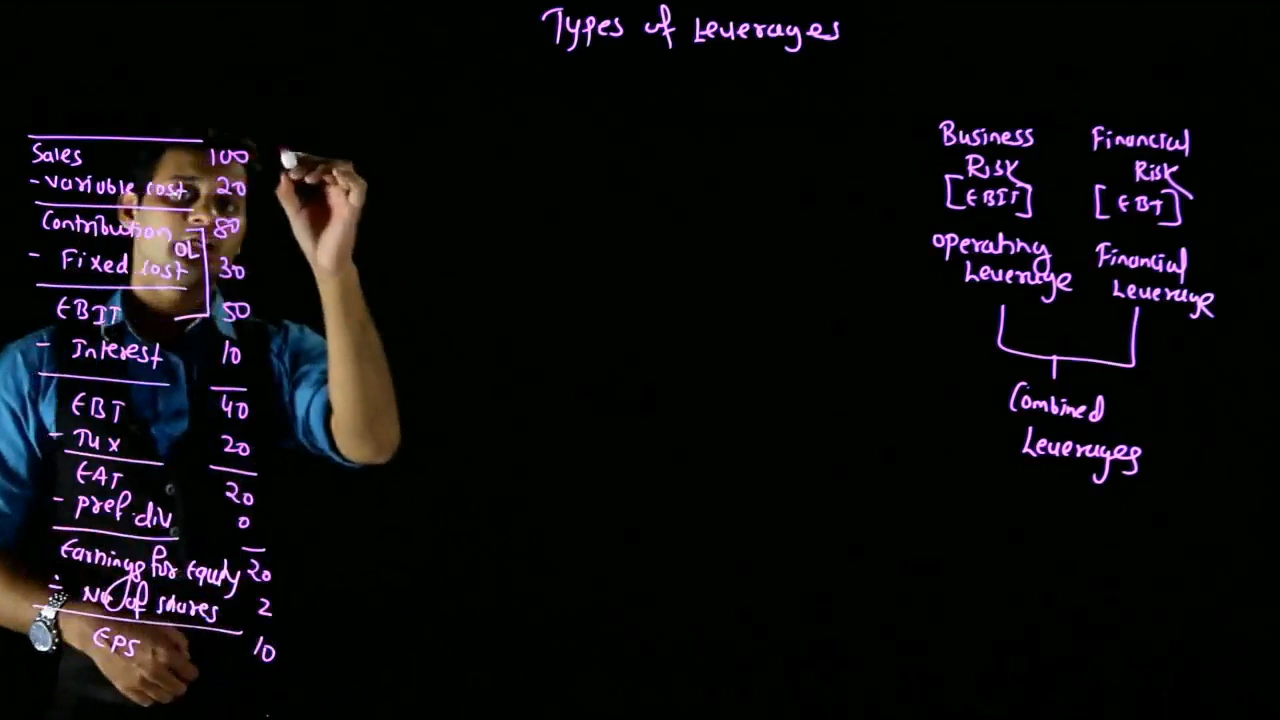 Types of Leverages
Sales 100
- Variable cost 20
Contribution 80
OL
- Fixed cost 30
EBIT 50
- Interest 10
EBT 40
- Tax 20
EAT 20
- pref.div 0
Earnings for Equity 20
÷ No of shares 2
EPS 10
Business
Risk
[EBIT]
Operating
Leverage
Financial
Risk
[EBT]
Financial
Leverage
Combined
Leverages